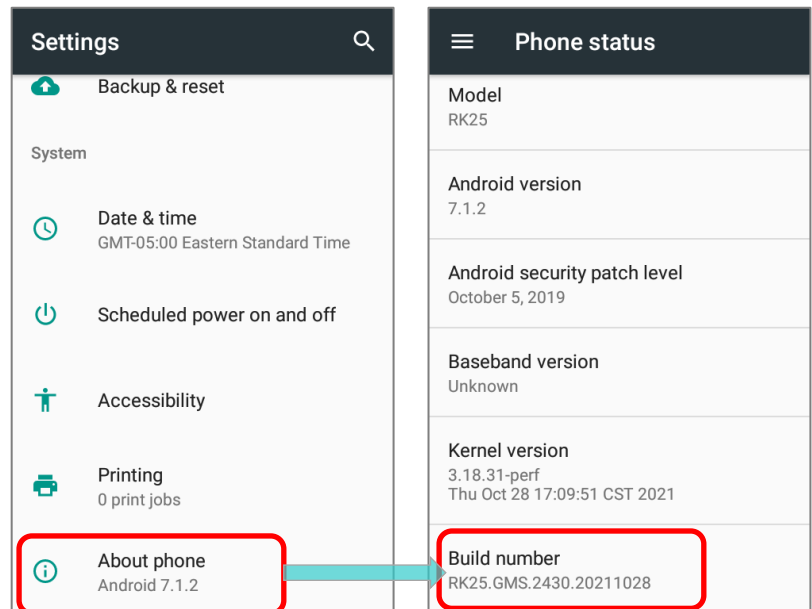 Settings
Backup & reset
System
Date & time
GMT-05:00 Eastern Standard Time
Scheduled power on and off
Accessibility
Printing
0 print jobs
About phone
Android 7.1.2
Phone status
Model
RK25
Android version
7.1.2
Android security patch level
October 5, 2019
Baseband version
Unknown
Kernel version
3.18.31-perf
Thu Oct 28 17:09:51 CST 2021
Build number
RK25.GMS.2430.20211028